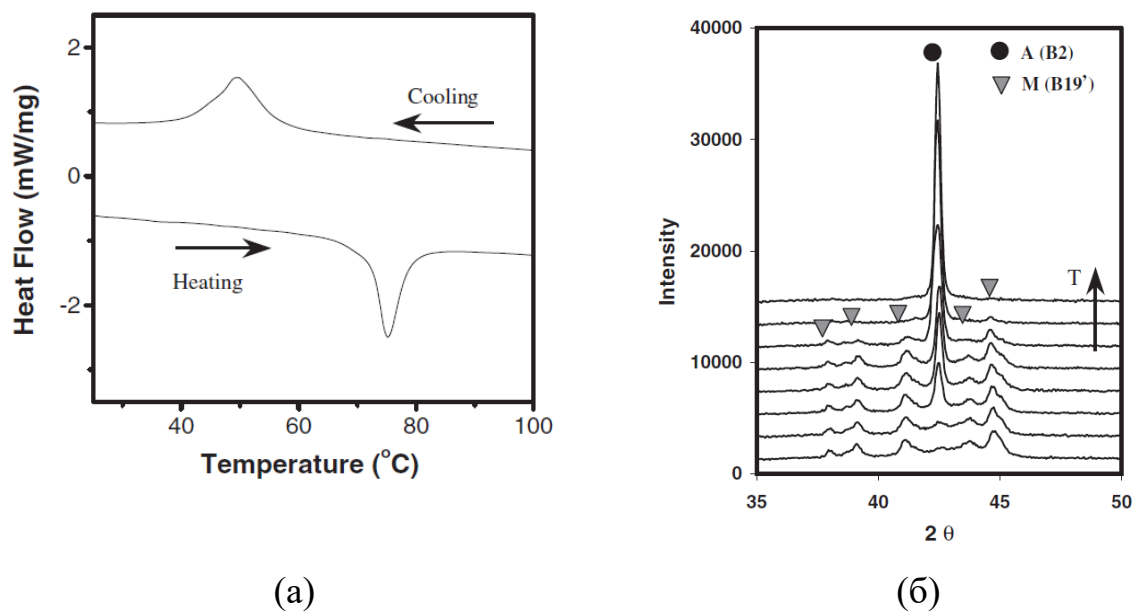 2
0
-2
Heat Flow (mW/mg)
Cooling
Heating
40 60 80 100
Temperature (°C)
(а)
40000
30000
20000
10000
0
Intensity
A (B2)
M (B19’)
T
35 40 45 50
2 θ
(б)